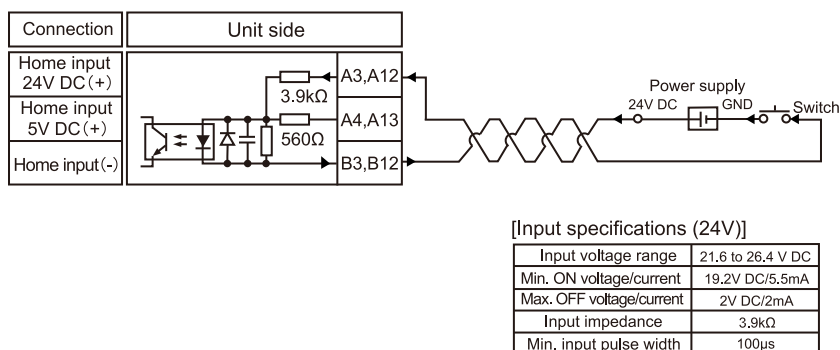 Connection Unit side
Home input
24V DC(+)
A3,A12
3.9kΩ
Home input
5V DC(+)
A4,A13
560Ω
Home input(-)
B3,B12
Power supply
24V DC GND Switch
[Input specifications (24V)]
Input voltage range 21.6 to 26.4 V DC
Min. ON voltage/current 19.2V DC/5.5mA
Max. OFF voltage/current 2V DC/2mA
Input impedance 3.9kΩ
Min. input pulse width 100μs